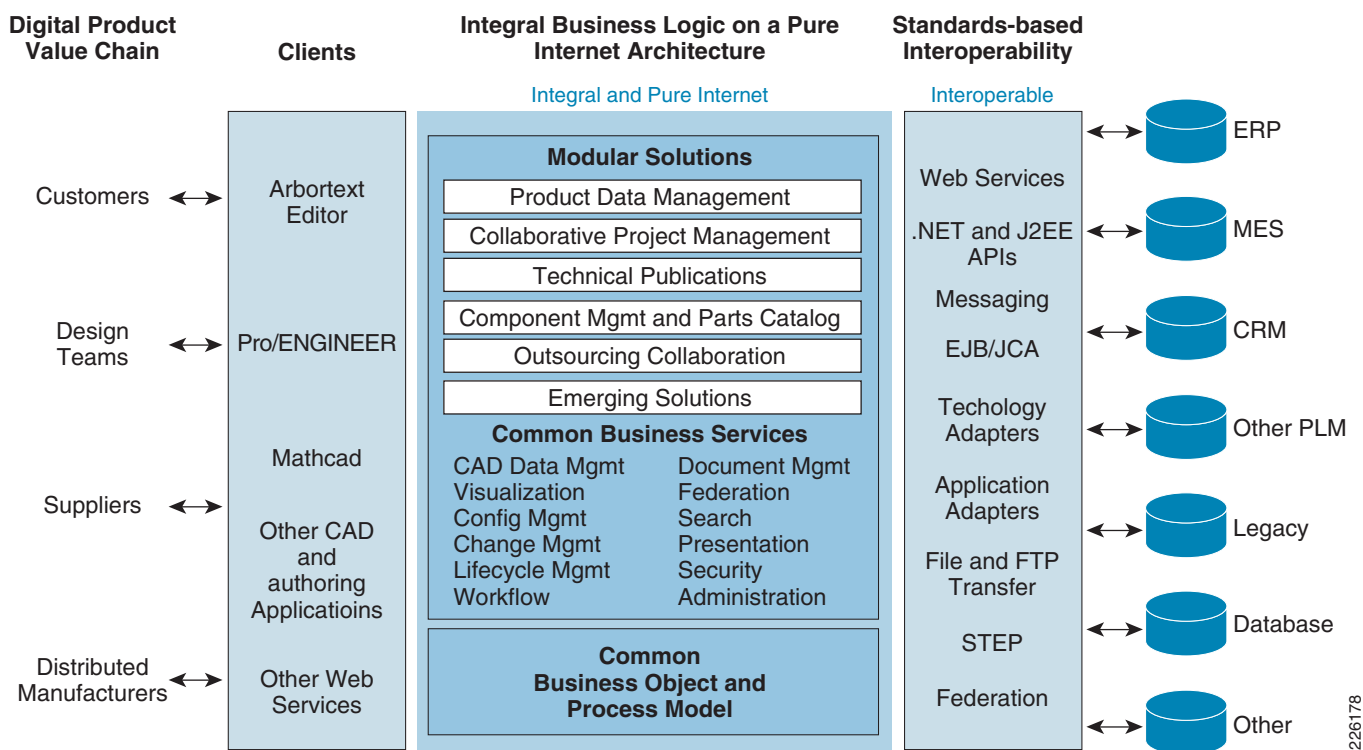 Digital Product
Value Chain
Clients
Integral Business Logic on a Pure
Internet Architecture
Standards-based
Interoperability
Integral and Pure Internet
Interoperable
Customers
Design
Teams
Suppliers
Distributed
Manufacturers
Arbortext
Editor
Pro/ENGINEER
Mathcad
Other CAD
and
authoring
Applicatioins
Other Web
Services
Modular Solutions
Product Data Management
Collaborative Project Management
Technical Publications
Component Mgmt and Parts Catalog
Outsourcing Collaboration
Emerging Solutions
Common Business Services
CAD Data Mgmt
Visualization
Config Mgmt
Change Mgmt
Lifecycle Mgmt
Workflow
Document Mgmt
Federation
Search
Presentation
Security
Administration
Common
Business Object and
Process Model
Web Services
.NET and J2EE
APIs
Messaging
EJB/JCA
Techology
Adapters
Application
Adapters
File and FTP
Transfer
STEP
Federation
ERP
MES
CRM
Other PLM
Legacy
Database
Other
226178